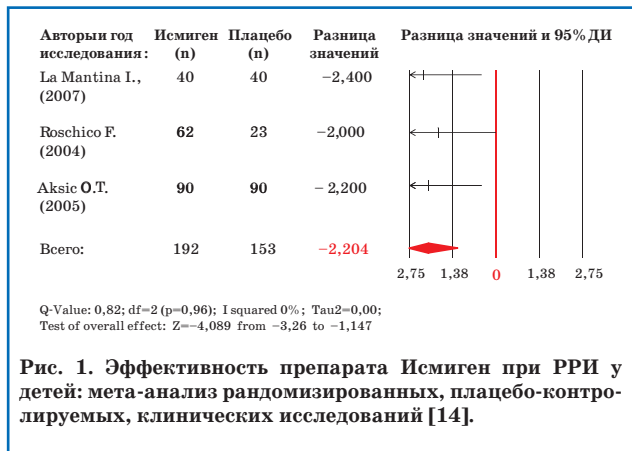 Авторы и год Исмиген Плацебо Разница Разница значений и 95% ДИ
исследования: (n) (n) значений
La Mantina I., 40 40 −2,400
(2007)
Roschico F. 62 23 −2,000
(2004)
Aksic O.T. 90 90 − 2,200
(2005)
Всего: 192 153 −2,204
2,75 1,38 0 1,38 2,75
Q-Value: 0,82; df=2 (p=0,96); I squared 0% ; Tau2=0,00;
Test of overall effect: Z=−4,089 from −3,26 to −1,147
Рис. 1. Эффективность препарата Исмиген при РРИ у
детей: мета-анализ рандомизированных, плацебо-контро-
лируемых, клинических исследований [14].